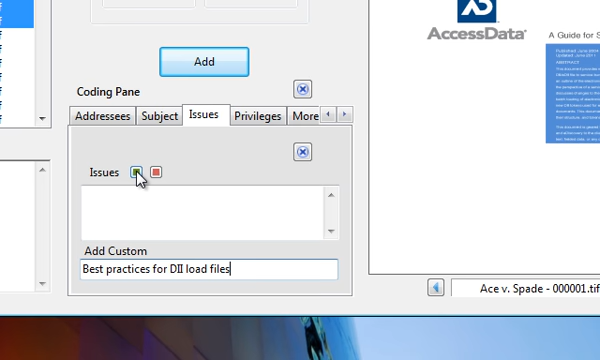 AccessData
A Guide for S
Add
Coding Pane
Addressees
Subject
Issues
Privileges
More
Issues
Add Custom
Best practices for DII load files
Ace v. Spade - 000001.tif